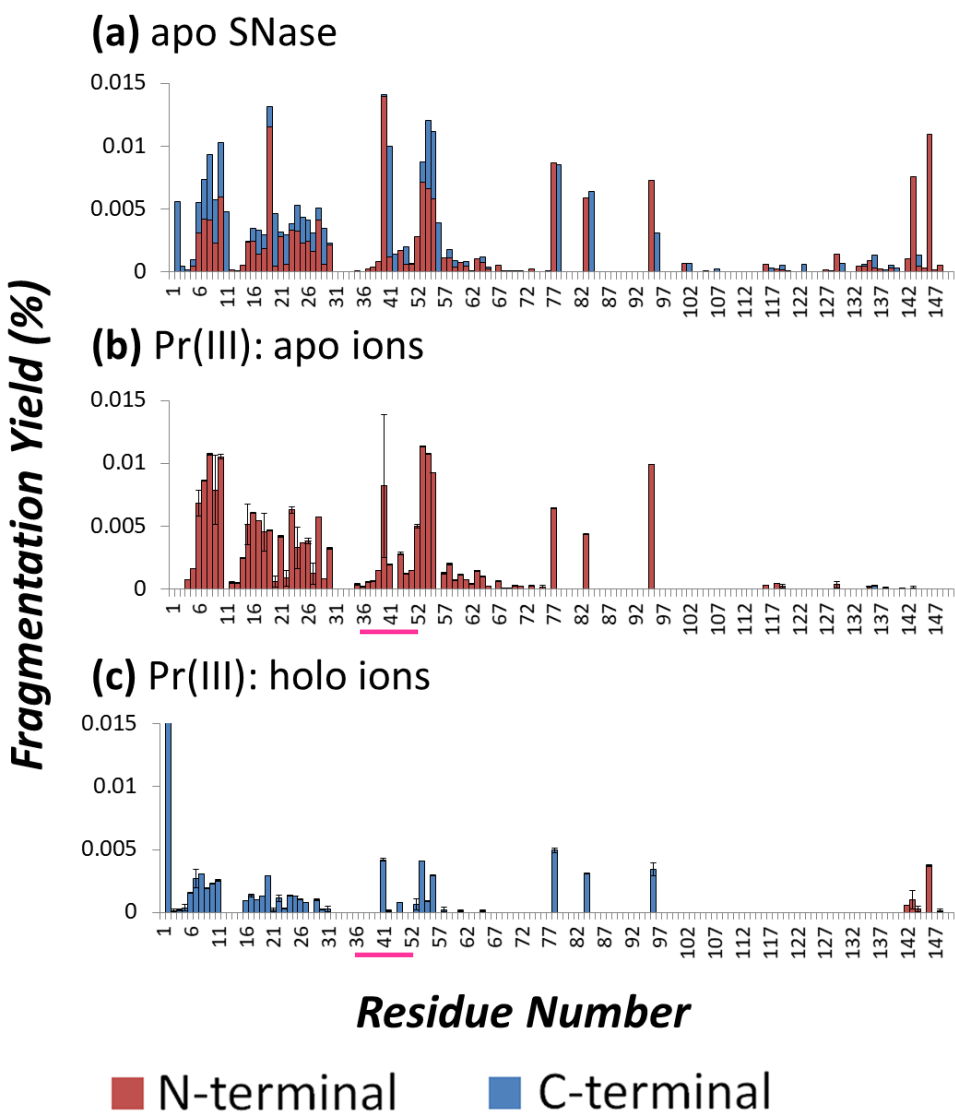 (a) apo SNase
0.015
0.01
0.005
0
1 6 11 16 21 26 31 36 41 46 52 57 62 67 72 77 82 87 92 97 102 107 112 117 122 127 132 137 142 147
(b) Pr(III): apo ions
0.015
0.01
0.005
0
1 6 11 16 21 26 31 36 41 46 52 57 62 67 72 77 82 87 92 97 102 107 112 117 122 127 132 137 142 147
(c) Pr(III): holo ions
0.015
0.01
0.005
0
1 6 11 16 21 26 31 36 41 46 52 57 62 67 72 77 82 87 92 97 102 107 112 117 122 127 132 137 142 147
Fragmentation Yield (%)
Residue Number
N-terminal
C-terminal